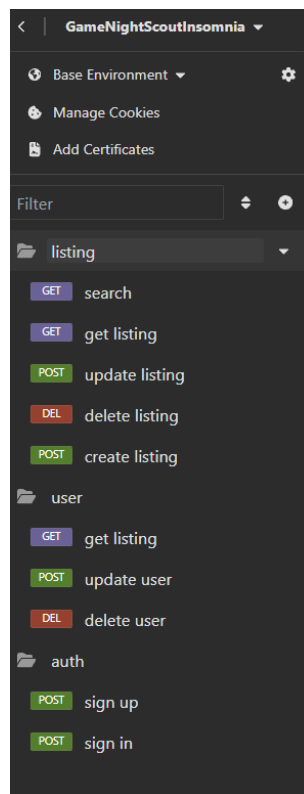 GameNightScoutInsomnia
Base Environment
Manage Cookies
Add Certificates
Filter
listing
GET search
GET get listing
POST update listing
DEL delete listing
POST create listing
user
GET get listing
POST update user
DEL delete user
auth
POST sign up
POST sign in